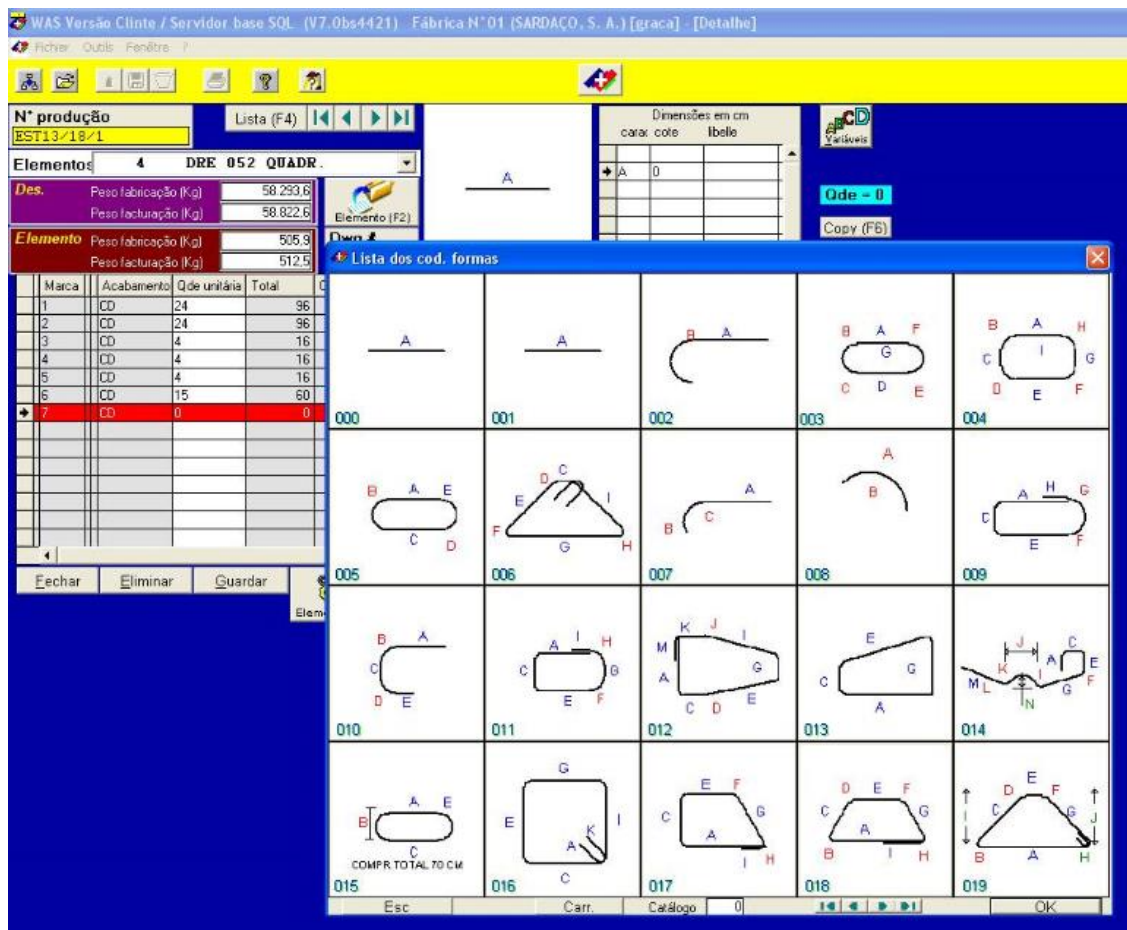 WAS Versão Clinte / Servidor base SQL (V7.0bs4421) Fábrica N°01 (SARDAÇO, S. A.) [graca] - [Detalhe]
Fichier Outils Fenêtre ?
N° produção
Lista (F4)
EST13/18/1
Elementos 4 DRE 052 QUADR.
Des. Peso fabricação (Kg) 58.293,6
Peso facturação (Kg) 58.822,6
Elemento (F2)
Elemento Peso fabricação (Kg) 505,9
Peso facturação (Kg) 512,5
A
Dimensões em cm
carac cote libelle
A 0
ABCD
Variáveis
Qde = 0
Copy (F6)
Marca Acabamento Qde unitária Total
1 CD 24 96
2 CD 24 96
3 CD 4 16
4 CD 4 16
5 CD 4 16
6 CD 15 60
7 CD 0 0
Fechar Eliminar Guardar
Elem
Lista dos cod. formas
A
000
A
001
B A
002
B A F
G
C D E
003
B A H
C I G
D E F
004
B A E
C D
005
D C
E I
F G H
006
A
B C
007
A
B
008
A H G
C
E F
009
B A
C
D E
010
A I H
C G
E F
011
K J I
M
A G
C D E
012
E
C G
A
013
J C
K A E
M L I G F
N
014
A E
B
C
COMPR TOTAL 70 CM
015
G
E I
A K
C
016
E F
C G
A
I H
017
D E F
C G
A
B I H
018
E
D F
I C G J
B A H
019
Esc Carr. Catálogo 0 OK